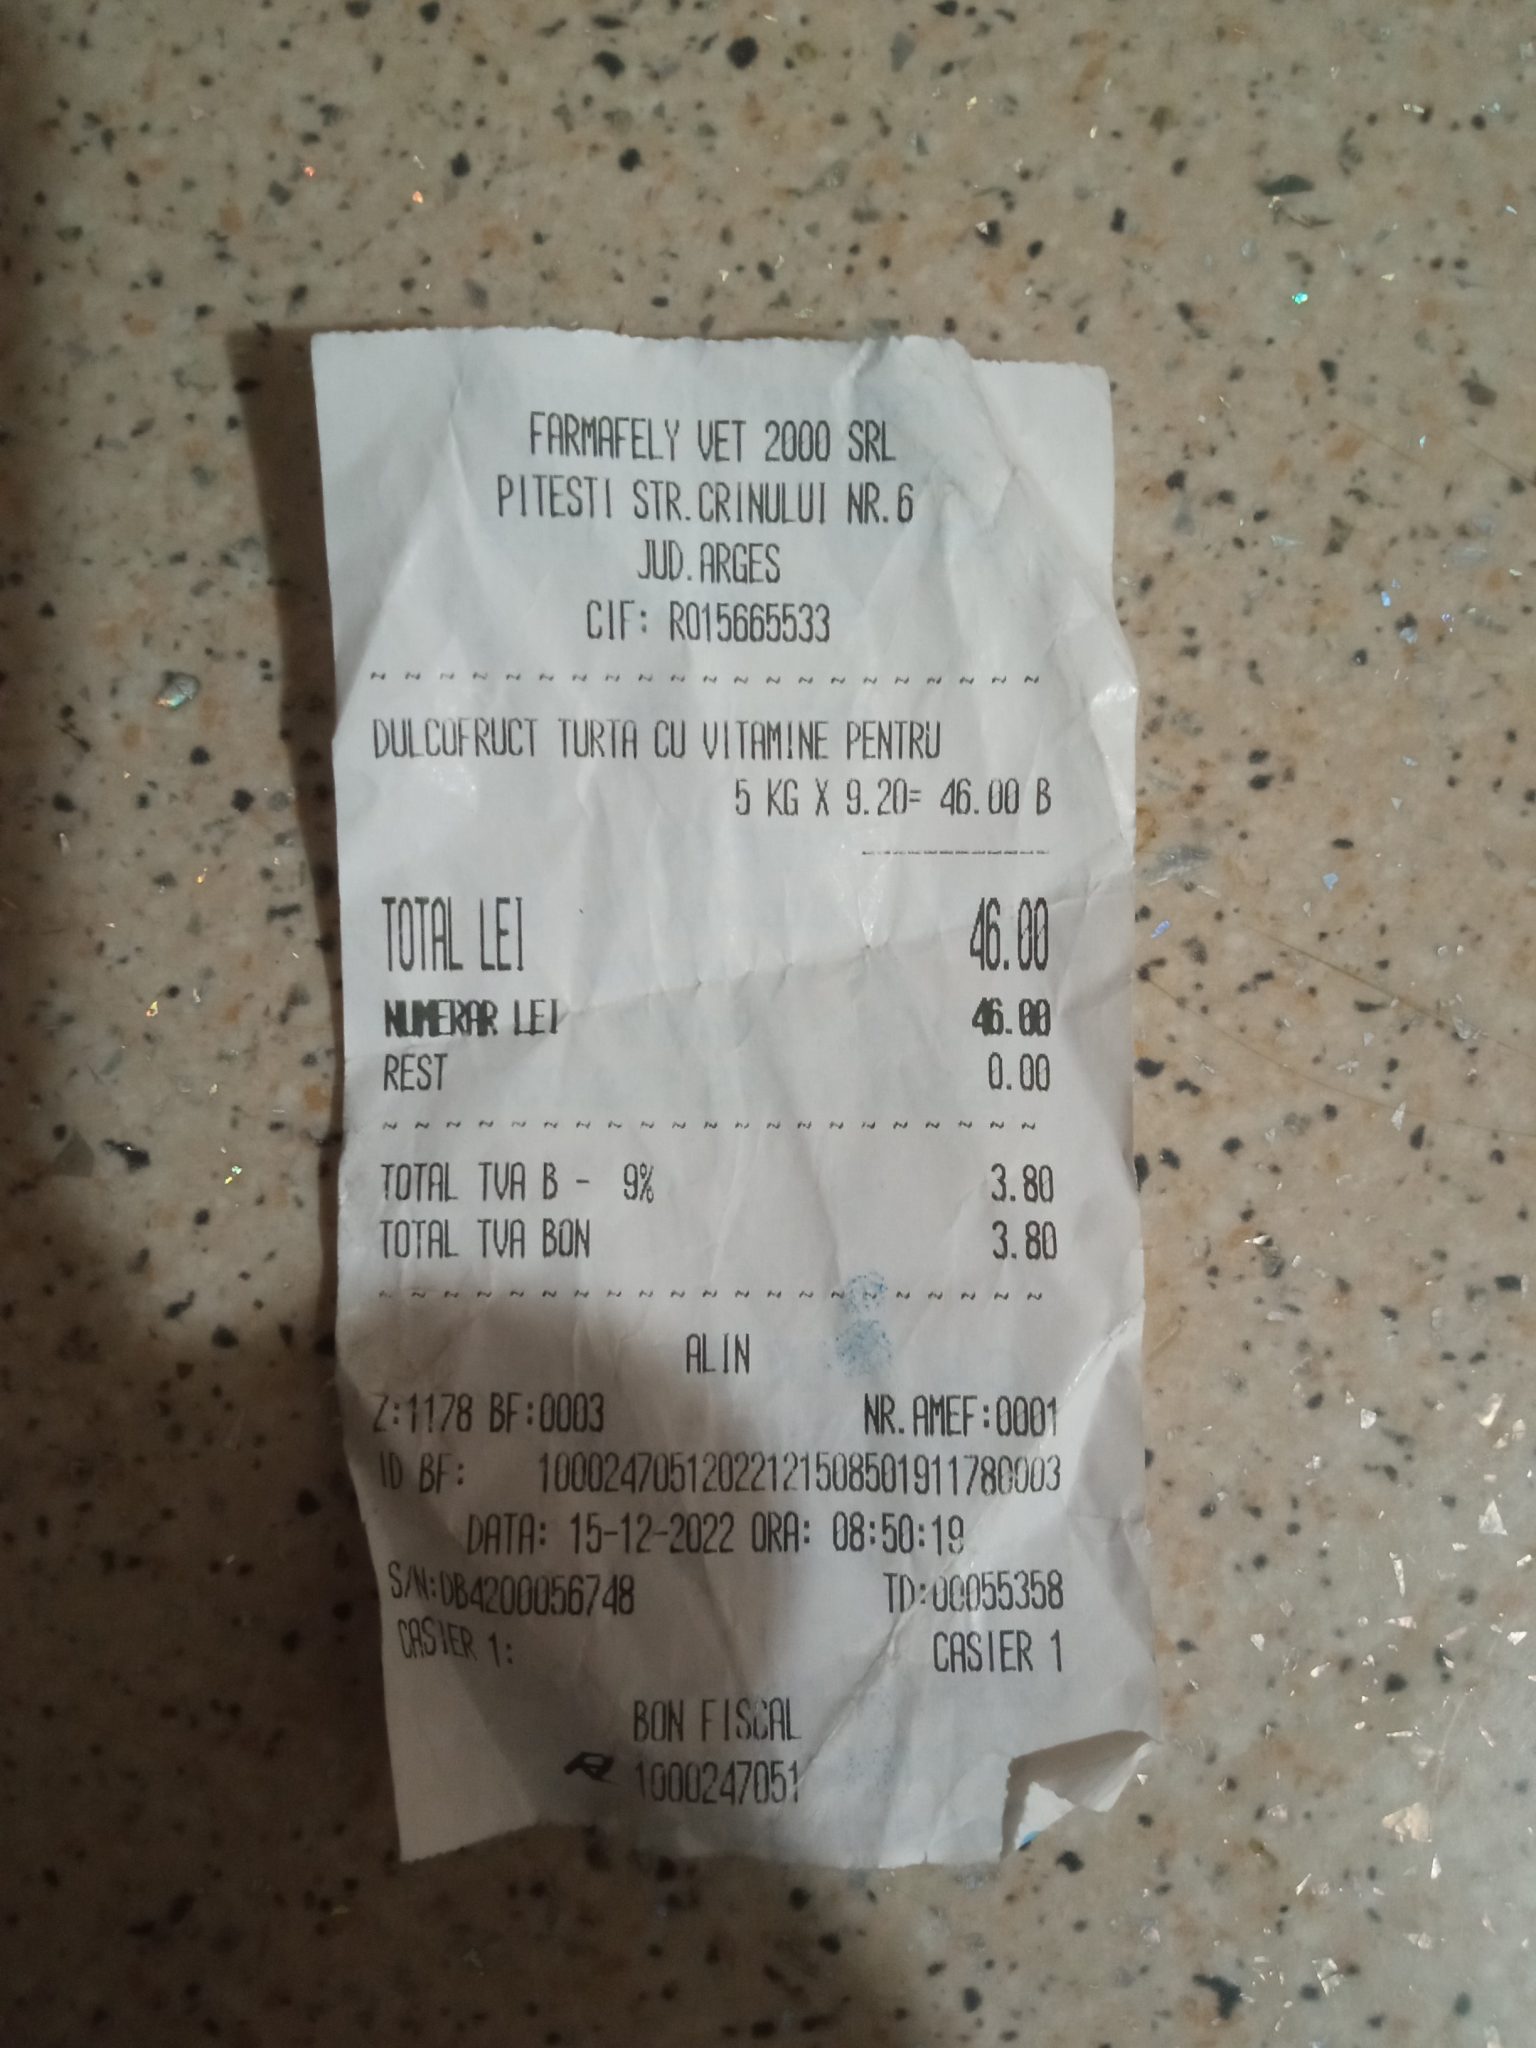 FARMAFELY VET 2000 SRL
PITESTI STR.CRINULUI NR.6
JUD.ARGES
CIF: RO15665533
~ ~ ~ ~ ~ ~ ~ ~ ~ ~ ~ ~ ~ ~ ~ ~ ~ ~ ~ ~ ~
DULCOFRUCT TURTA CU VITAMINE PENTRU
5 KG X 9.20= 46.00 B
------------
TOTAL LEI 46.00
NUMERAR LEI 46.00
REST 0.00
~ ~ ~ ~ ~ ~ ~ ~ ~ ~ ~ ~ ~ ~ ~ ~ ~ ~ ~ ~ ~
TOTAL TVA B - 9% 3.80
TOTAL TVA BON 3.80
~ ~ ~ ~ ~ ~ ~ ~ ~ ~ ~ ~ ~ ~ ~ ~ ~ ~ ~ ~ ~
ALIN
Z:1178 BF:0003 NR.AMEF:0001
ID BF: 10002470512022121508501911780003
DATA: 15-12-2022 ORA: 08:50:19
S/N:DB4200056748 TD:00055358
CASIER 1: CASIER 1
BON FISCAL
1000247051